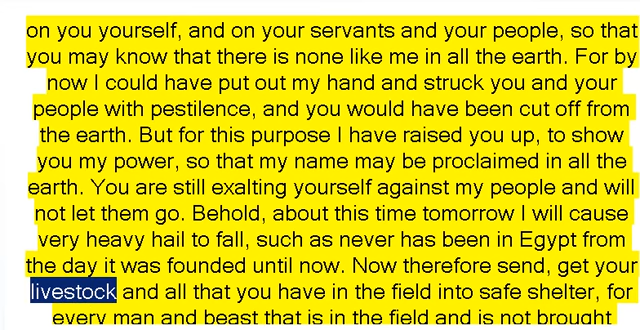 on you yourself, and on your servants and your people, so that
you may know that there is none like me in all the earth. For by
now I could have put out my hand and struck you and your
people with pestilence, and you would have been cut off from
the earth. But for this purpose I have raised you up, to show
you my power, so that my name may be proclaimed in all the
earth. You are still exalting yourself against my people and will
not let them go. Behold, about this time tomorrow I will cause
very heavy hail to fall, such as never has been in Egypt from
the day it was founded until now. Now therefore send, get your
livestock and all that you have in the field into safe shelter, for
every man and beast that is in the field and is not brought